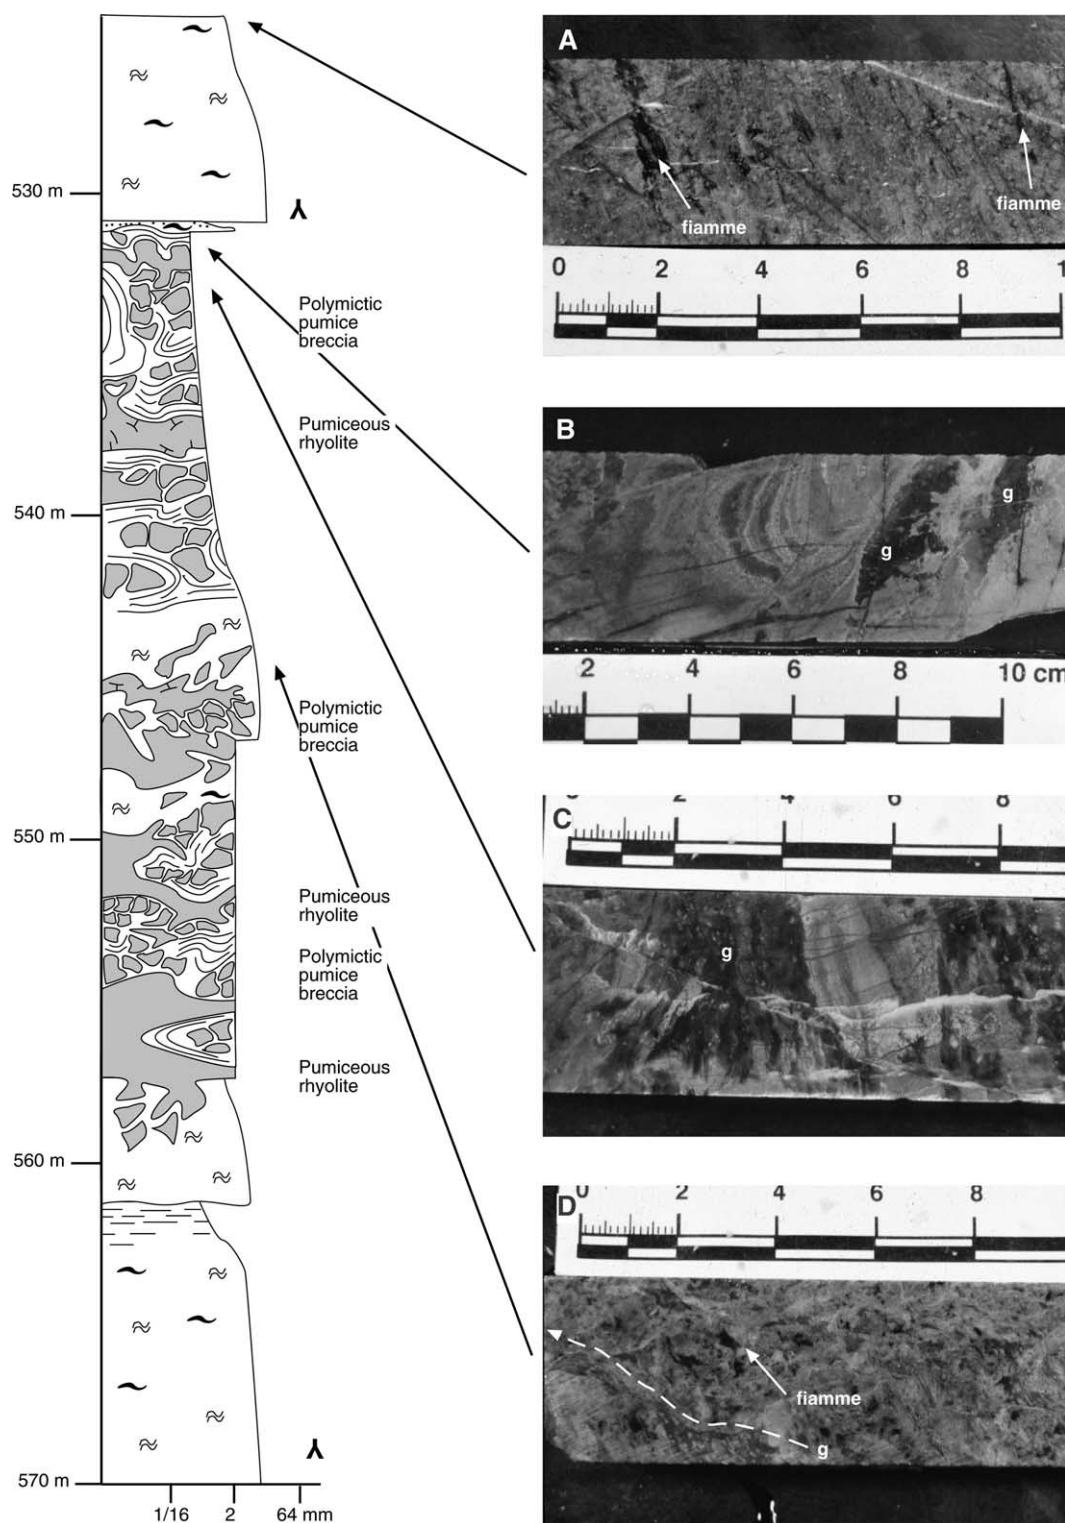 530 m
540 m
550 m
560 m
570 m
1/16 2 64 mm
Polymictic
pumice
breccia
Pumiceous
rhyolite
Polymictic
pumice
breccia
Pumiceous
rhyolite
Polymictic
pumice
breccia
Pumiceous
rhyolite
A
fiamme
fiamme
0 2 4 6 8 1
B
g
g
2 4 6 8 10 cm
C
0 2 4 6 8
g
D
0 2 4 6 8
fiamme
g